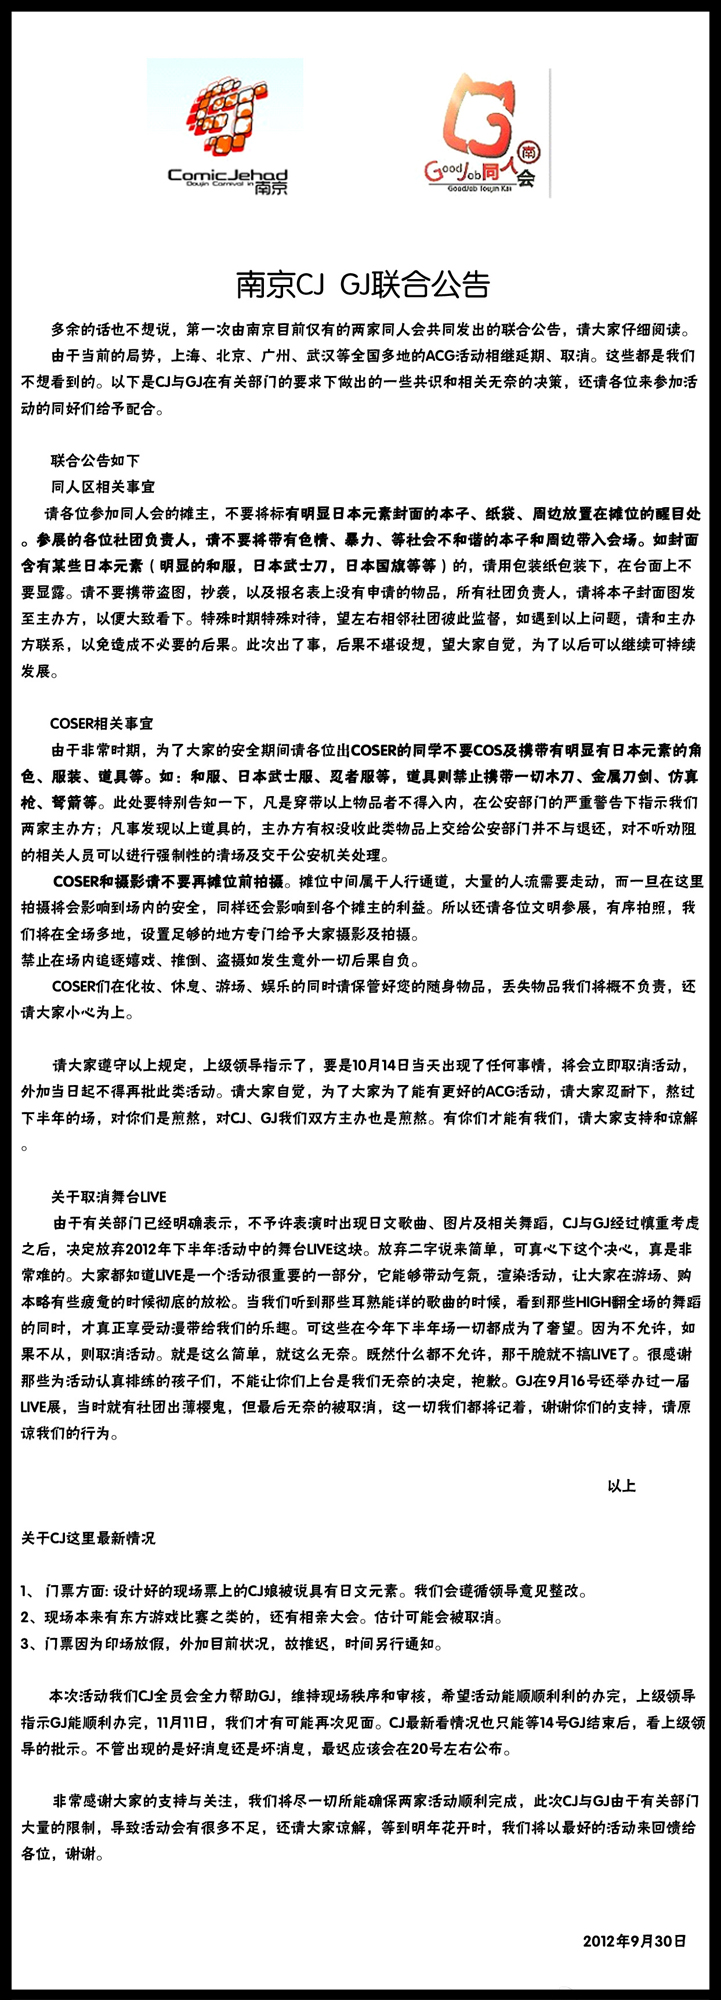 ComicJehad
Doujin Carnival in 南京
GoodJob同人会
南
GoodJob Toujin Kai
南京CJ GJ联合公告
多余的话也不想说，第一次由南京目前仅有的两家同人会共同发出的联合公告，请大家仔细阅读。
由于当前的局势，上海、北京、广州、武汉等全国多地的ACG活动相继延期、取消。这些都是我们
不想看到的。以下是CJ与GJ在有关部门的要求下做出的一些共识和相关无奈的决策，还请各位来参加活
动的同好们给予配合。
联合公告如下
同人区相关事宜
请各位参加同人会的摊主，不要将标有明显日本元素封面的本子、纸袋、周边放置在摊位的醒目处
。参展的各位社团负责人，请不要将带有色情、暴力、等社会不和谐的本子和周边带入会场。如封面
含有某些日本元素（明显的和服，日本武士刀，日本国旗等等）的，请用包装纸包装下，在台面上不
要显露。请不要携带盗图，抄袭，以及报名表上没有申请的物品，所有社团负责人，请将本子封面图发
至主办方，以便大致看下。特殊时期特殊对待，望左右相邻社团彼此监督，如遇到以上问题，请和主办
方联系，以免造成不必要的后果。此次出了事，后果不堪设想，望大家自觉，为了以后可以继续可持续
发展。
COSER相关事宜
由于非常时期，为了大家的安全期间请各位出COSER的同学不要COS及携带有明显有日本元素的角
色、服装、道具等。如：和服、日本武士服、忍者服等，道具则禁止携带一切木刀、金属刀剑、仿真
枪、弩箭等。此处要特别告知一下，凡是穿带以上物品者不得入内，在公安部门的严重警告下指示我们
两家主办方；凡事发现以上道具的，主办方有权没收此类物品上交给公安部门并不与退还，对不听劝阻
的相关人员可以进行强制性的清场及交于公安机关处理。
COSER和摄影请不要再摊位前拍摄。摊位中间属于人行通道，大量的人流需要走动，而一旦在这里
拍摄将会影响到场内的安全，同样还会影响到各个摊主的利益。所以还请各位文明参展，有序拍照，我
们将在全场多地，设置足够的地方专门给予大家摄影及拍摄。
禁止在场内追逐嬉戏、推倒、盗摄如发生意外一切后果自负。
COSER们在化妆、休息、游场、娱乐的同时请保管好您的随身物品，丢失物品我们将概不负责，还
请大家小心为上。
请大家遵守以上规定，上级领导指示了，要是10月14日当天出现了任何事情，将会立即取消活动，
外加当日起不得再批此类活动。请大家自觉，为了大家为了能有更好的ACG活动，请大家忍耐下，熬过
下半年的场，对你们是煎熬，对CJ、GJ我们双方主办也是煎熬。有你们才能有我们，请大家支持和谅解
。
关于取消舞台LIVE
由于有关部门已经明确表示，不予许表演时出现日文歌曲、图片及相关舞蹈，CJ与GJ经过慎重考虑
之后，决定放弃2012年下半年活动中的舞台LIVE这块。放弃二字说来简单，可真心下这个决心，真是非
常难的。大家都知道LIVE是一个活动很重要的一部分，它能够带动气氛，渲染活动，让大家在游场、购
本略有些疲惫的时候彻底的放松。当我们听到那些耳熟能详的歌曲的时候，看到那些HIGH翻全场的舞蹈
的同时，才真正享受动漫带给我们的乐趣。可这些在今年下半年场一切都成为了奢望。因为不允许，如
果不从，则取消活动。就是这么简单，就这么无奈。既然什么都不允许，那干脆就不搞LIVE了。很感谢
那些为活动认真排练的孩子们，不能让你们上台是我们无奈的决定，抱歉。GJ在9月16号还举办过一届
LIVE展，当时就有社团出薄樱鬼，但最后无奈的被取消，这一切我们都将记着，谢谢你们的支持，请原
谅我们的行为。
以上
关于CJ这里最新情况
1、 门票方面: 设计好的现场票上的CJ娘被说具有日文元素。我们会遵循领导意见整改。
2、现场本来有东方游戏比赛之类的，还有相亲大会。估计可能会被取消。
3、门票因为印场放假，外加目前状况，故推迟，时间另行通知。
本次活动我们CJ全员会全力帮助GJ，维持现场秩序和审核，希望活动能顺顺利利的办完，上级领导
指示GJ能顺利办完，11月11日，我们才有可能再次见面。CJ最新看情况也只能等14号GJ结束后，看上级领
导的批示。不管出现的是好消息还是坏消息，最迟应该会在20号左右公布。
非常感谢大家的支持与关注，我们将尽一切所能确保两家活动顺利完成，此次CJ与GJ由于有关部门
大量的限制，导致活动会有很多不足，还请大家谅解，等到明年花开时，我们将以最好的活动来回馈给
各位，谢谢。
2012年9月30日